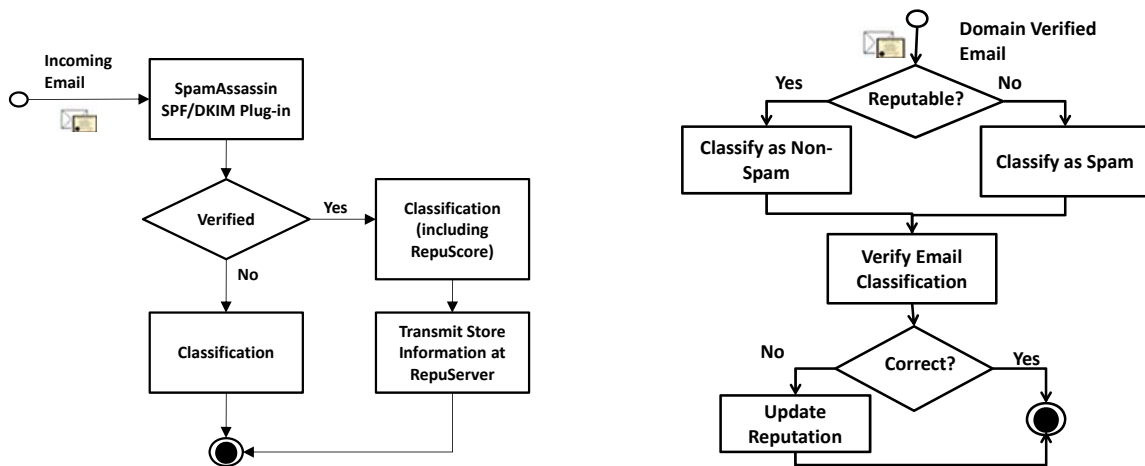 Incoming
Email
SpamAssassin
SPF/DKIM Plug-in
Verified
Yes
Classification
(including
RepuScore)
No
Classification
Transmit Store
Information at
RepuServer
Domain Verified
Email
Yes
Reputable?
No
Classify as Non-
Spam
Classify as Spam
Verify Email
Classification
No
Correct?
Yes
Update
Reputation